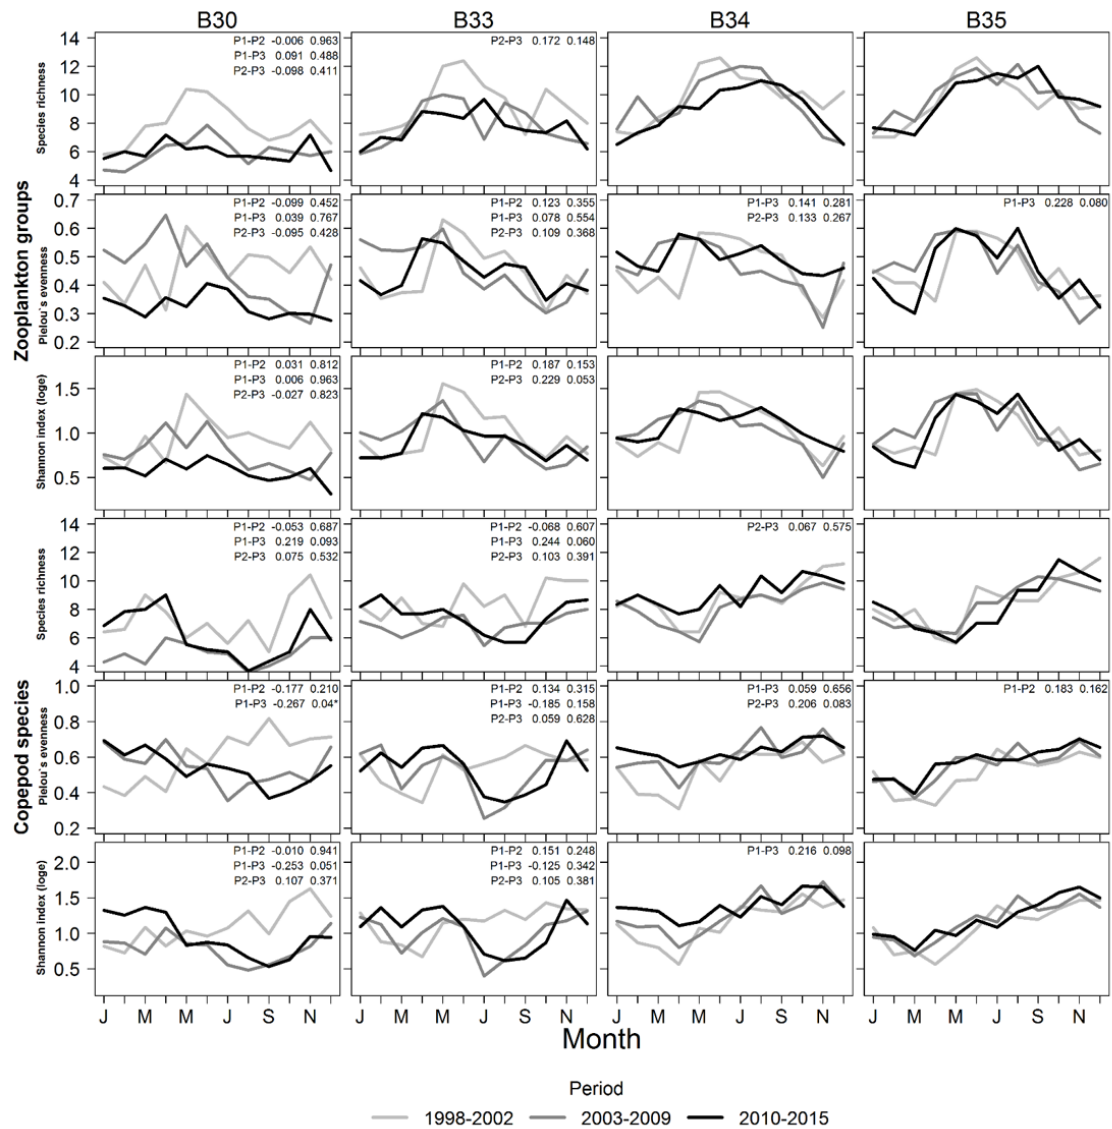 B30 B33 B34 B35
Zooplankton groups
Species richness
14
12
10
8
6
4
P1-P2 -0.006 0.963
P1-P3 0.091 0.488
P2-P3 -0.098 0.411
P2-P3 0.172 0.148
Pielou`s evenness
0.7
0.6
0.5
0.4
0.3
0.2
P1-P2 -0.099 0.452
P1-P3 0.039 0.767
P2-P3 -0.095 0.428
P1-P2 0.123 0.355
P1-P3 0.078 0.554
P2-P3 0.109 0.368
P1-P3 0.141 0.281
P2-P3 0.133 0.267
P1-P3 0.228 0.080
Shannon index (loge)
1.5
1.0
0.5
P1-P2 0.031 0.812
P1-P3 0.006 0.963
P2-P3 -0.027 0.823
P1-P2 0.187 0.153
P2-P3 0.229 0.053
Copepod species
Species richness
14
12
10
8
6
4
P1-P2 -0.053 0.687
P1-P3 0.219 0.093
P2-P3 0.075 0.532
P1-P2 -0.068 0.607
P1-P3 0.244 0.060
P2-P3 0.103 0.391
P2-P3 0.067 0.575
Pielou`s evenness
1.0
0.8
0.6
0.4
0.2
P1-P2 -0.177 0.210
P1-P3 -0.267 0.04*
P1-P2 0.134 0.315
P1-P3 -0.185 0.158
P2-P3 0.059 0.628
P1-P3 0.059 0.656
P2-P3 0.206 0.083
P1-P2 0.183 0.162
Shannon index (loge)
2.0
1.5
1.0
0.5
P1-P2 -0.010 0.941
P1-P3 -0.253 0.051
P2-P3 0.107 0.371
P1-P2 0.151 0.248
P1-P3 -0.125 0.342
P2-P3 0.105 0.381
P1-P3 0.216 0.098
J M M J S N J M M J S N J M M J S N J M M J S N
Month
Period
1998-2002 2003-2009 2010-2015